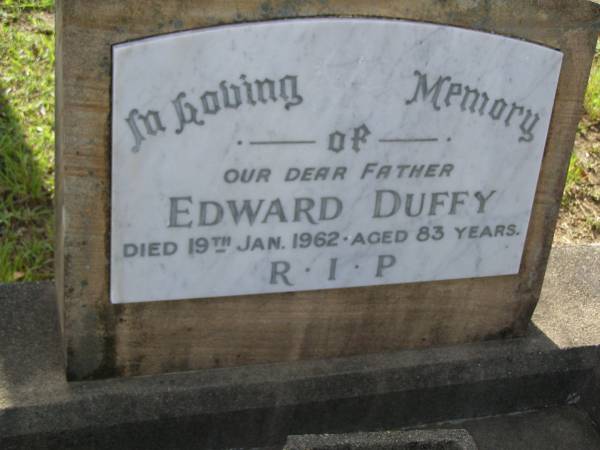 In Loving Memory
of
OUR DEAR FATHER
EDWARD DUFFY
DIED 19TH JAN. 1962 · AGED 83 YEARS.
R · I · P